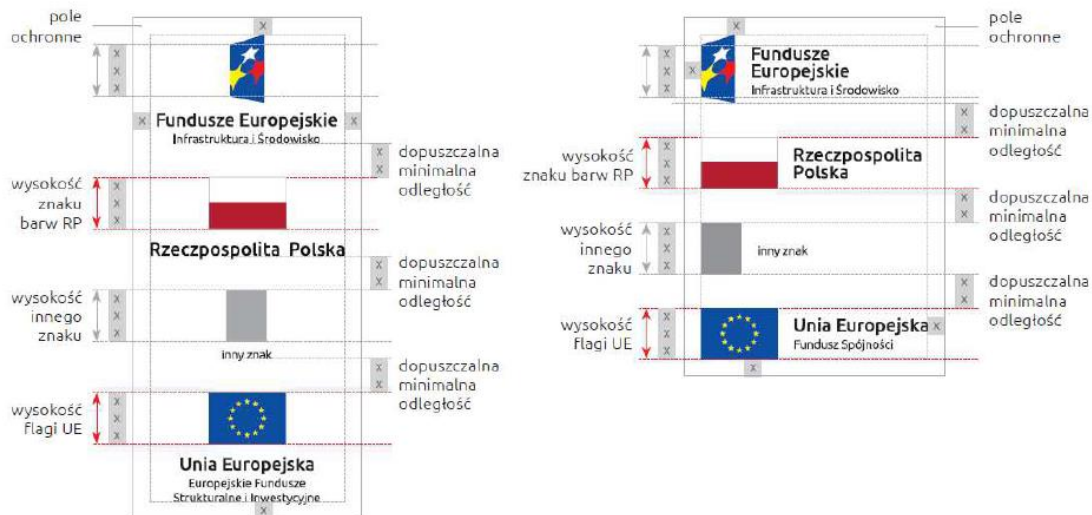 pole
ochronne
x
x
x
x
Fundusze Europejskie
Infrastruktura i Środowisko
x
x
x
x
dopuszczalna
minimalna
odległość
wysokość
znaku
barw RP
x
x
x
Rzeczpospolita Polska
x
x
dopuszczalna
minimalna
odległość
wysokość
innego
znaku
x
x
x
inny znak
x
x
dopuszczalna
minimalna
odległość
wysokość
flagi UE
x
x
x
Unia Europejska
Europejskie Fundusze
Strukturalne i Inwestycyjne
x
x
pole
ochronne
x
x
x
x
Fundusze
Europejskie
Infrastruktura i Środowisko
x
x
dopuszczalna
minimalna
odległość
wysokość
znaku barw RP
x
x
x
Rzeczpospolita
Polska
x
x
dopuszczalna
minimalna
odległość
wysokość
innego
znaku
x
x
x
inny znak
x
x
dopuszczalna
minimalna
odległość
wysokość
flagi UE
x
x
x
Unia Europejska
Fundusz Spójności
x
x